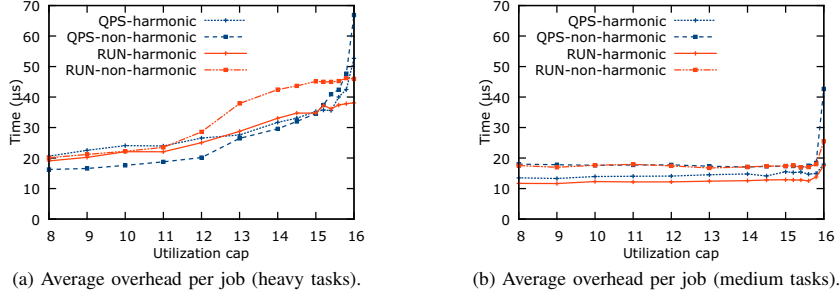 70
60
50
40
30
20
10
0
Time (µs)
QPS-harmonic
QPS-non-harmonic
RUN-harmonic
RUN-non-harmonic
8 9 10 11 12 13 14 15 16
Utilization cap
(a) Average overhead per job (heavy tasks).
70
60
50
40
30
20
10
0
Time (µs)
QPS-harmonic
QPS-non-harmonic
RUN-harmonic
RUN-non-harmonic
8 9 10 11 12 13 14 15 16
Utilization cap
(b) Average overhead per job (medium tasks).